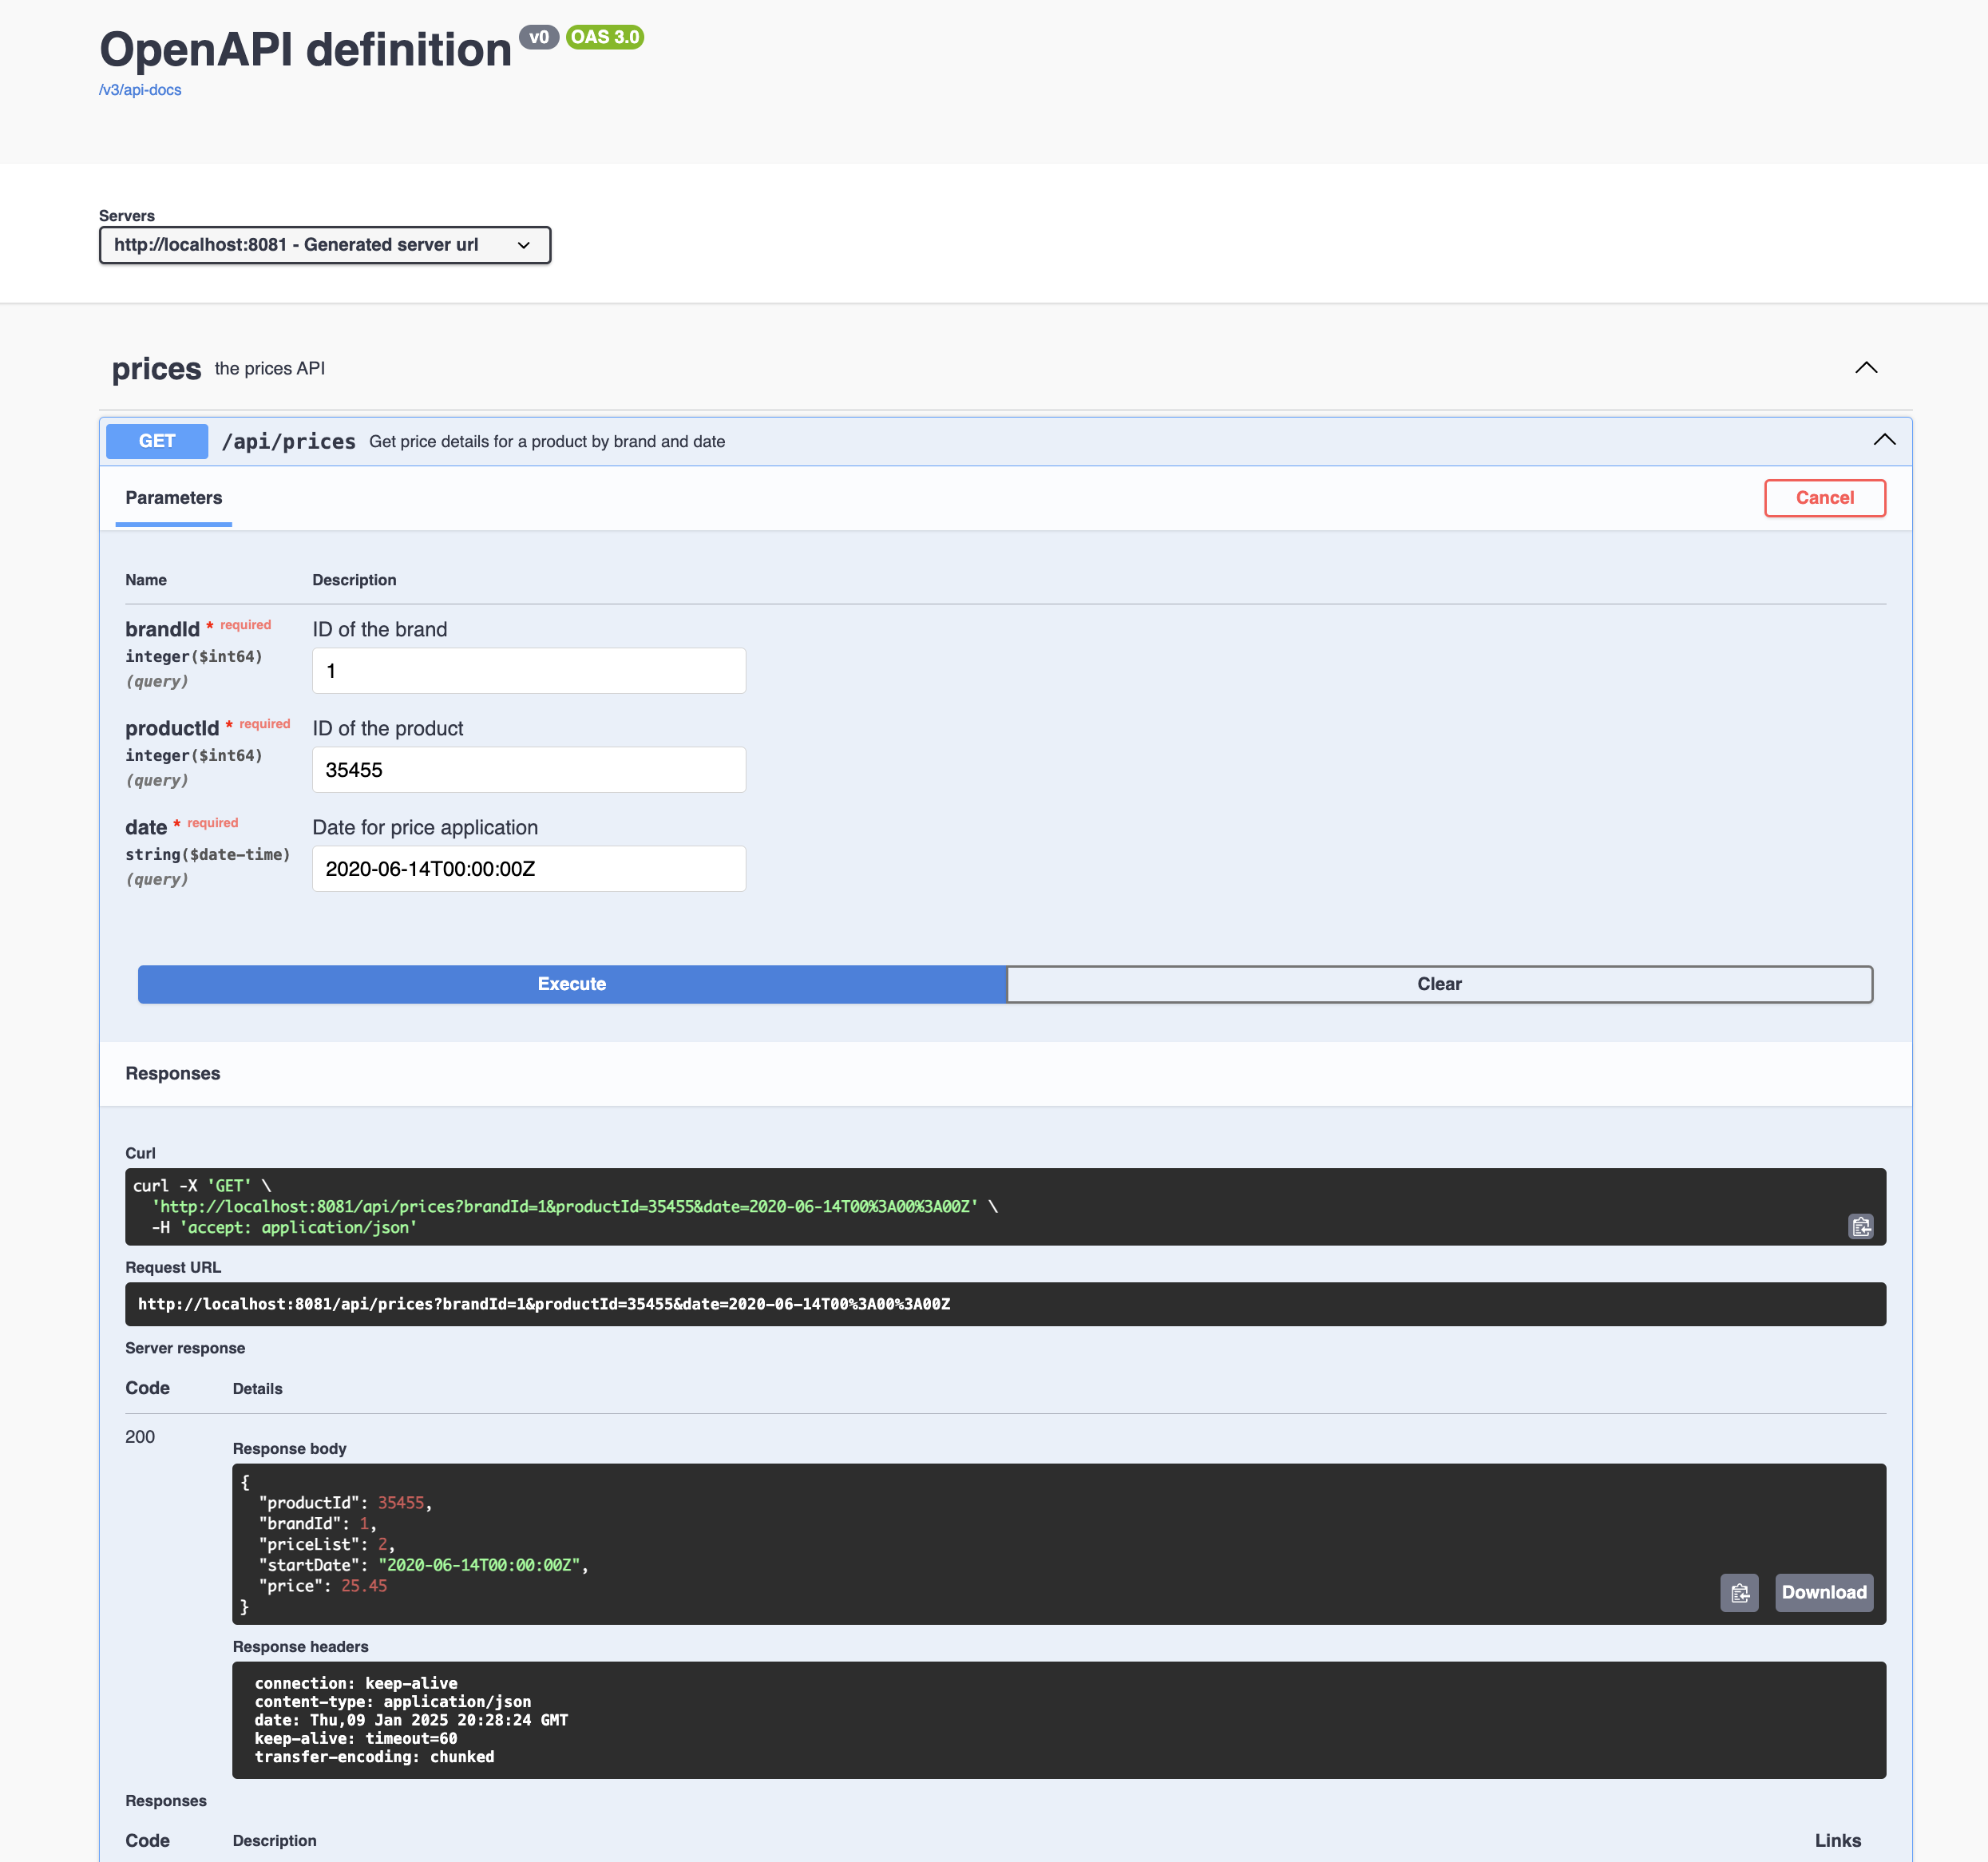 OpenAPI definition v0 OAS 3.0
/v3/api-docs
Servers
http://localhost:8081 - Generated server url
prices the prices API
GET /api/prices Get price details for a product by brand and date
Parameters Cancel
Name Description
brandId * required ID of the brand
integer($int64) 1
(query)
productId * required ID of the product
integer($int64) 35455
(query)
date * required Date for price application
string($date-time) 2020-06-14T00:00:00Z
(query)
Execute Clear
Responses
Curl
curl -X 'GET' \
'http://localhost:8081/api/prices?brandId=1&productId=35455&date=2020-06-14T00%3A00%3A00Z' \
-H 'accept: application/json'
Request URL
http://localhost:8081/api/prices?brandId=1&productId=35455&date=2020-06-14T00%3A00%3A00Z
Server response
Code Details
200
Response body
{
"productId": 35455,
"brandId": 1,
"priceList": 2,
"startDate": "2020-06-14T00:00:00Z",
"price": 25.45
}
Download
Response headers
connection: keep-alive
content-type: application/json
date: Thu,09 Jan 2025 20:28:24 GMT
keep-alive: timeout=60
transfer-encoding: chunked
Responses
Code Description Links